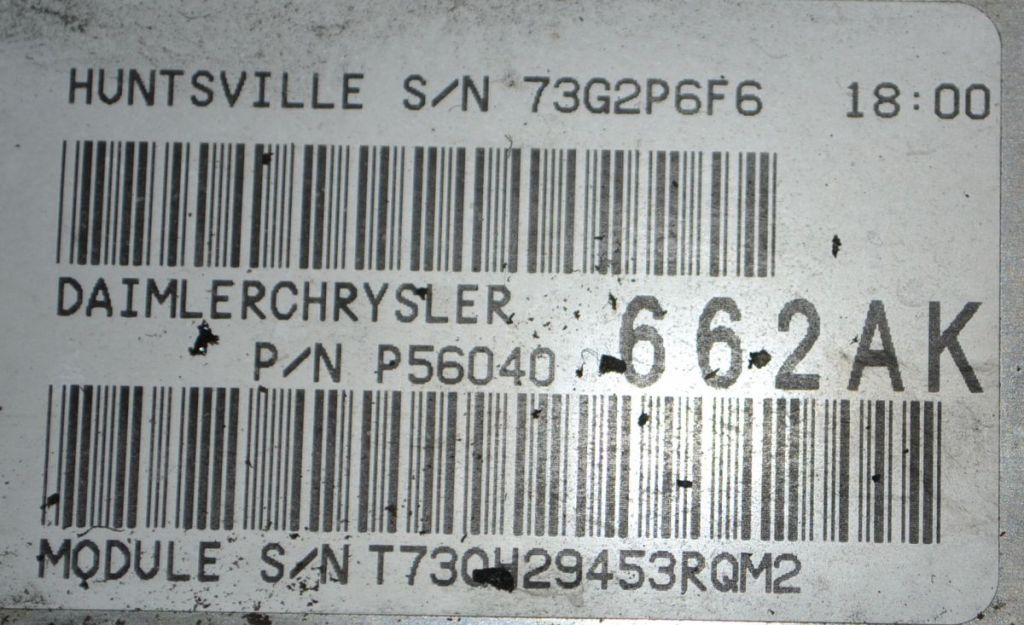 HUNTSVILLE S/N 73G2P6F6 18:00
DAIMLERCHRYSLER
P/N P56040 662AK
MODULE S/N T73QH29453RQM2